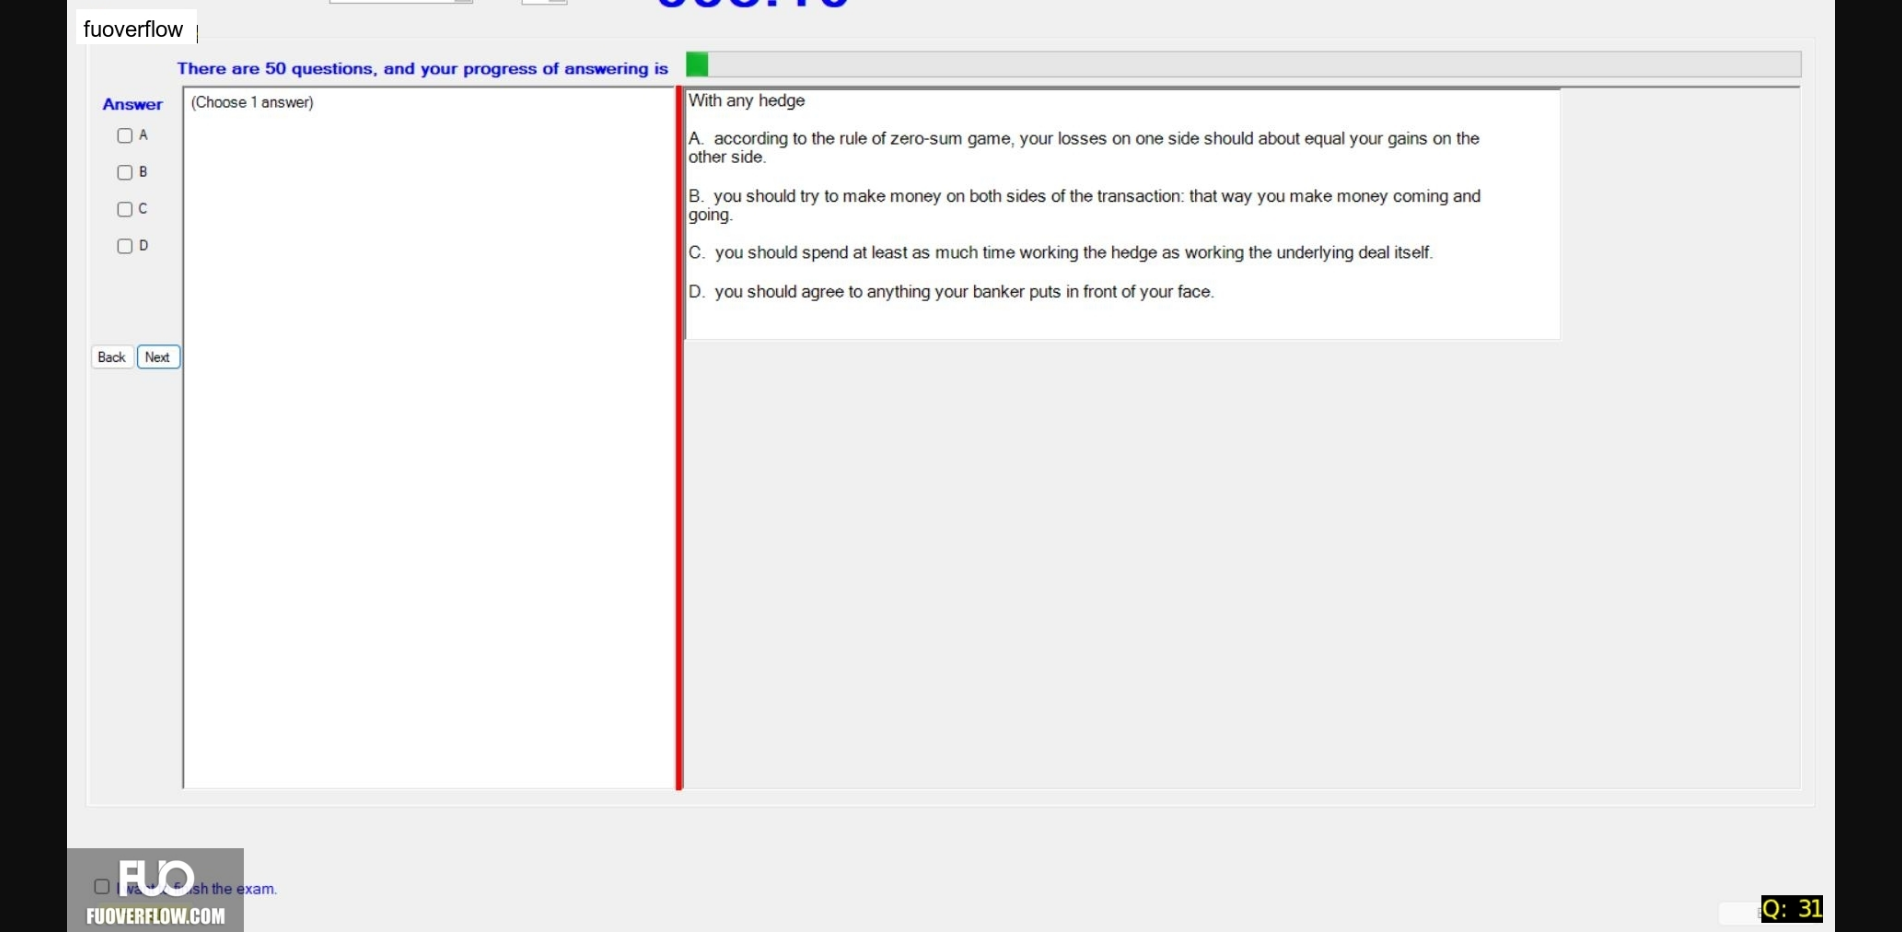 fuoverflow
There are 50 questions, and your progress of answering is
Answer
(Choose 1 answer)
A
B
C
D
Back
Next
With any hedge
A. according to the rule of zero-sum game, your losses on one side should about equal your gains on the
other side.
B. you should try to make money on both sides of the transaction: that way you make money coming and
going.
C. you should spend at least as much time working the hedge as working the underlying deal itself.
D. you should agree to anything your banker puts in front of your face.
FUO
the exam.
FUOVERFLOW.COM
Q: 31